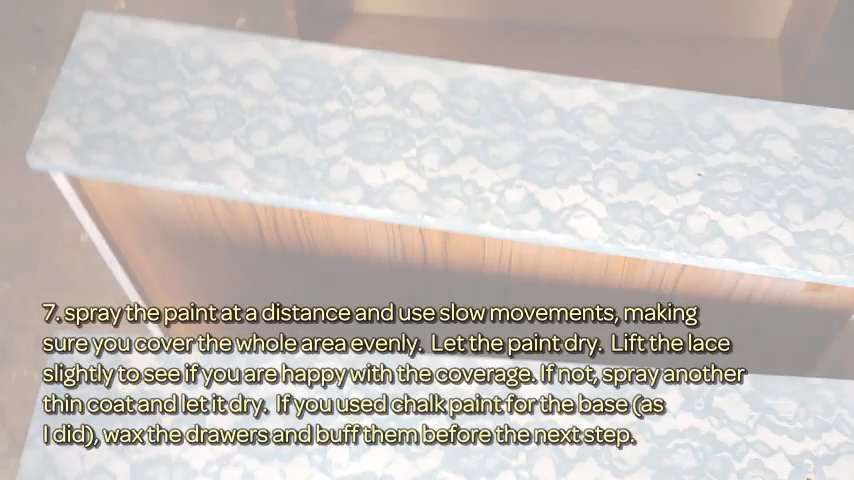 7. spray the paint at a distance and use slow movements, making
sure you cover the whole area evenly. Let the paint dry. Lift the lace
slightly to see if you are happy with the coverage. If not, spray another
thin coat and let it dry. If you used chalk paint for the base (as
I did), wax the drawers and buff them before the next step.